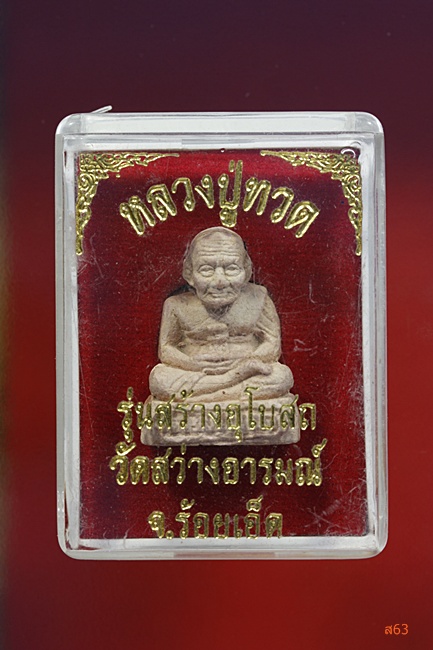 หลวงปู่ทวด
รุ่นสร้างอุโบสถ
วัดสว่างอารมณ์
จ.ร้อยเอ็ด
ส63